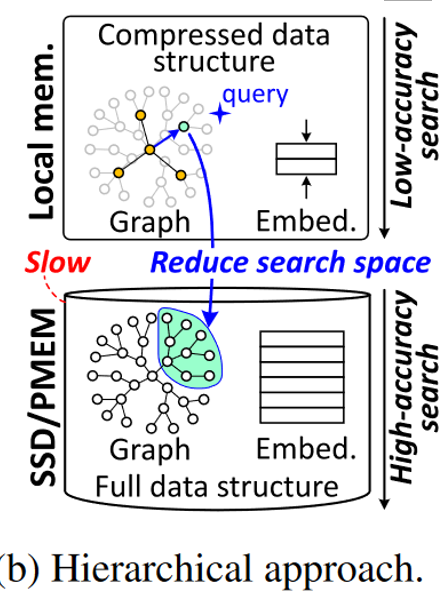 Compressed data
structure
query
Local mem.
Graph
Embed.
Low-accuracy
search
Slow
Reduce search space
SSD/PMEM
Graph
Embed.
Full data structure
High-accuracy
search
(b) Hierarchical approach.